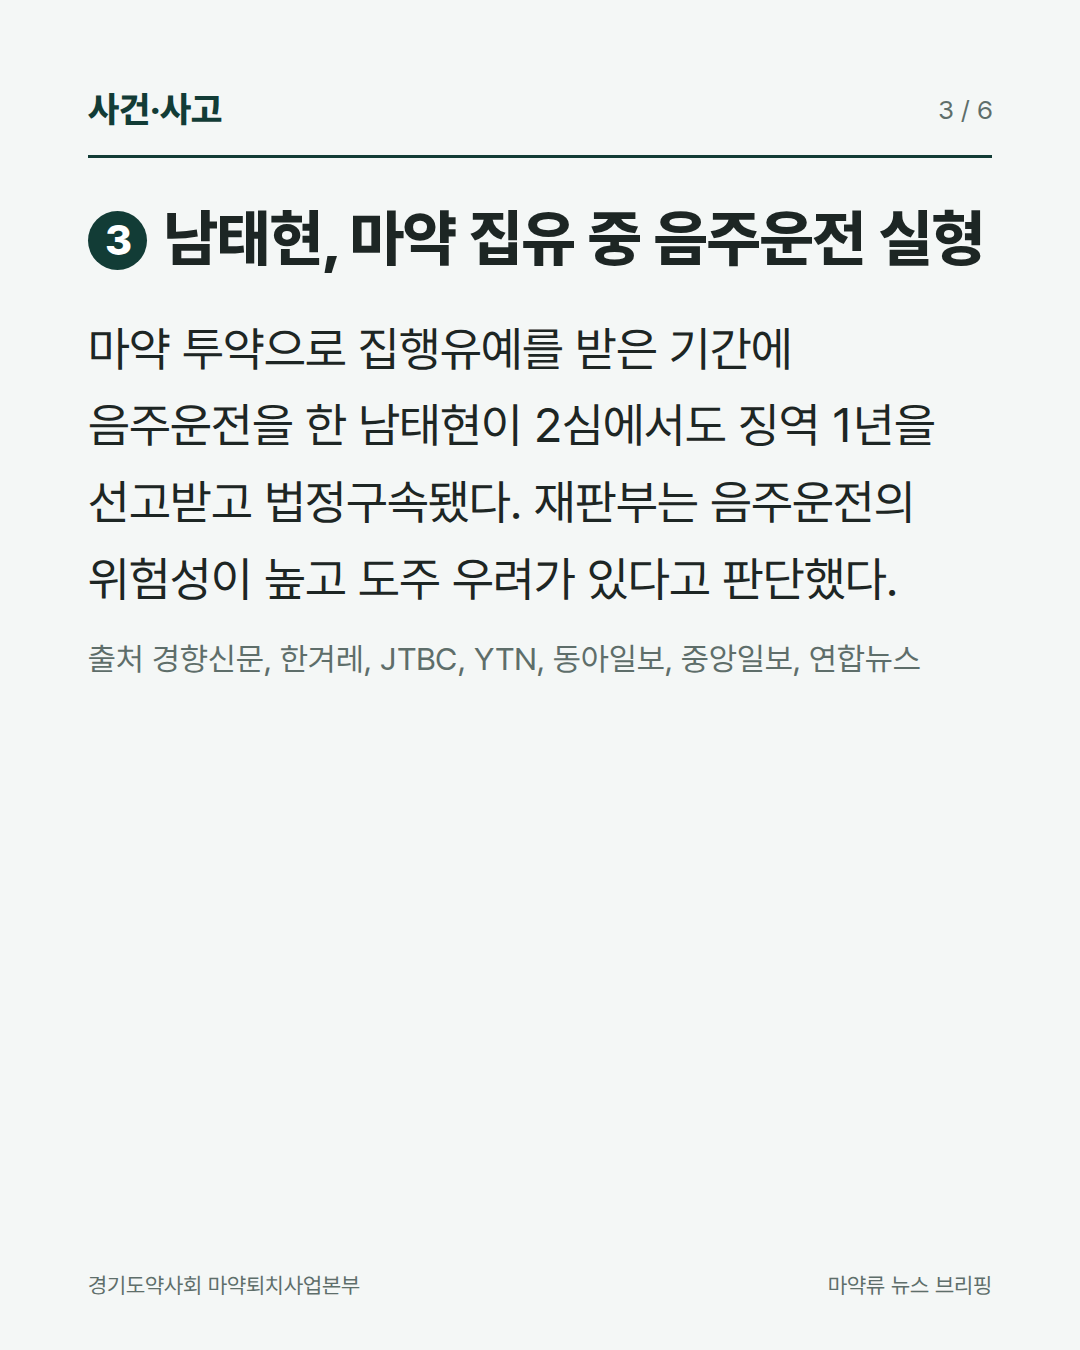 사건·사고
3 / 6
3 남태현, 마약 집유 중 음주운전 실형
마약 투약으로 집행유예를 받은 기간에
음주운전을 한 남태현이 2심에서도 징역 1년을
선고받고 법정구속됐다. 재판부는 음주운전의
위험성이 높고 도주 우려가 있다고 판단했다.
출처 경향신문, 한겨레, JTBC, YTN, 동아일보, 중앙일보, 연합뉴스
경기도약사회 마약퇴치사업본부
마약류 뉴스 브리핑